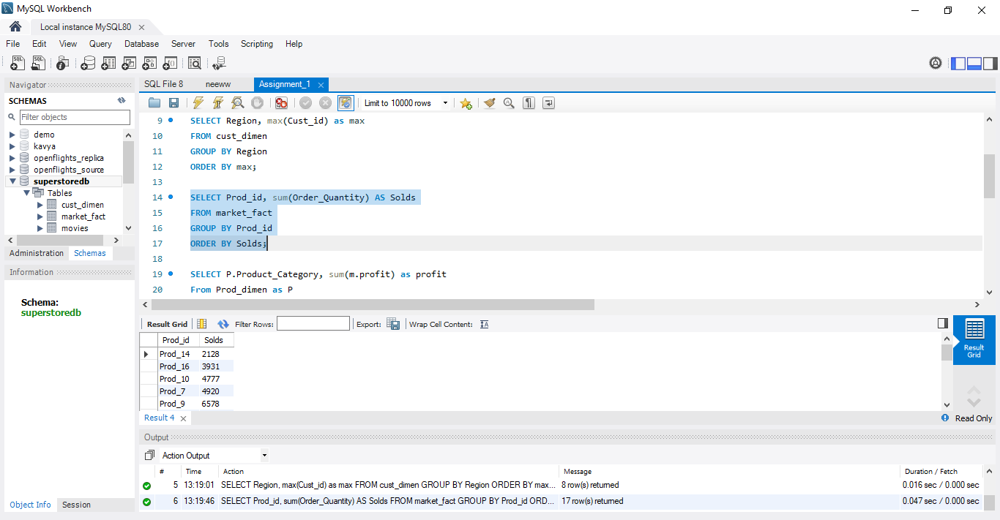 MySQL Workbench
Local instance MySQL80
File Edit View Query Database Server Tools Scripting Help
Navigator
SCHEMAS
Filter objects
demo
kavya
openflights_replica
openflights_source
superstoredb
Tables
cust_dimen
market_fact
movies
Administration Schemas
Information
Schema:
superstoredb
Object Info Session
SQL File 8 neeww Assignment_1
Limit to 10000 rows
9 SELECT Region, max(Cust_id) as max
10 FROM cust_dimen
11 GROUP BY Region
12 ORDER BY max;
13
14 SELECT Prod_id, sum(Order_Quantity) AS Solds
15 FROM market_fact
16 GROUP BY Prod_id
17 ORDER BY Solds;
18
19 SELECT P.Product_Category, sum(m.profit) as profit
20 From Prod_dimen as P
Result Grid Filter Rows: Export: Wrap Cell Content:
Prod_id Solds
Prod_14 2128
Prod_16 3931
Prod_10 4777
Prod_7 4920
Prod_9 6578
Result Grid
Result 4
Read Only
Output
Action Output
# Time Action Message Duration / Fetch
5 13:19:01 SELECT Region, max(Cust_id) as max FROM cust_dimen GROUP BY Region ORDER BY max... 8 row(s) returned 0.016 sec / 0.000 sec
6 13:19:46 SELECT Prod_id, sum(Order_Quantity) AS Solds FROM market_fact GROUP BY Prod_id ORD... 17 row(s) returned 0.047 sec / 0.000 sec